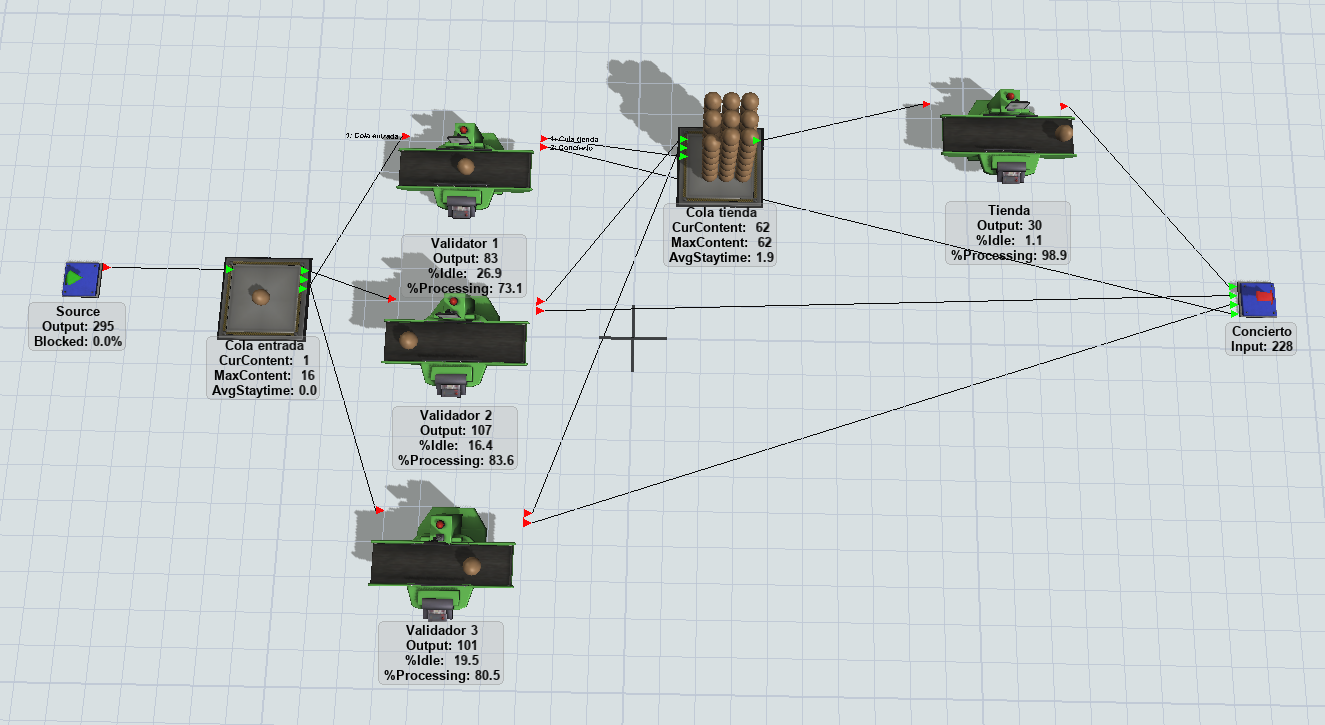 1: Cola entrada
1: Cola tienda
2: Concierto
Cola tienda
CurContent: 62
MaxContent: 62
AvgStaytime: 1.9
Tienda
Output: 30
%Idle: 1.1
%Processing: 98.9
Validator 1
Output: 83
%Idle: 26.9
%Processing: 73.1
Source
Output: 295
Blocked: 0.0%
Cola entrada
CurContent: 1
MaxContent: 16
AvgStaytime: 0.0
Concierto
Input: 228
Validador 2
Output: 107
%Idle: 16.4
%Processing: 83.6
Validador 3
Output: 101
%Idle: 19.5
%Processing: 80.5